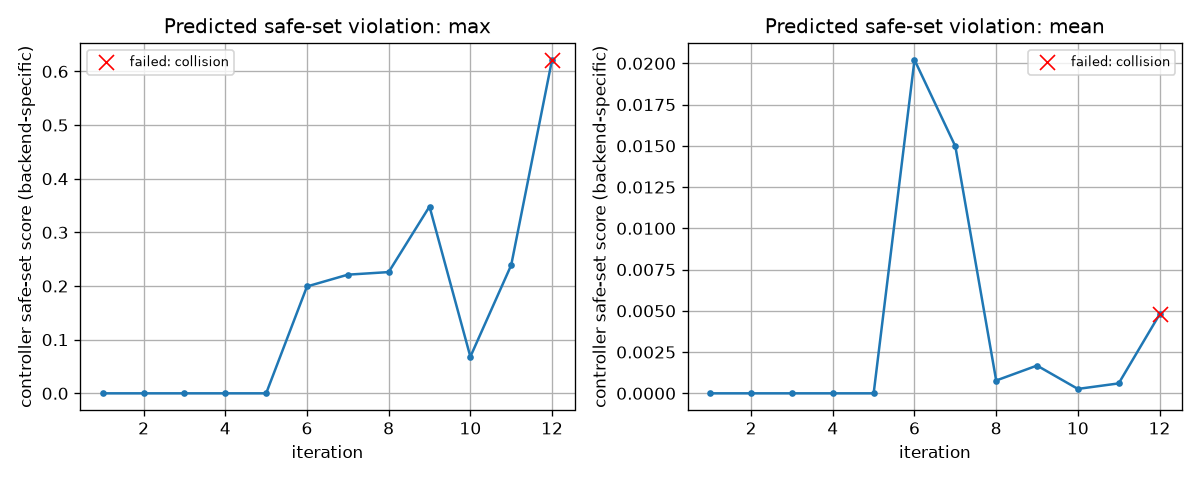 Predicted safe-set violation: max
controller safe-set score (backend-specific)
0.6
0.5
0.4
0.3
0.2
0.1
0.0
failed: collision
2 4 6 8 10 12
iteration
Predicted safe-set violation: mean
controller safe-set score (backend-specific)
0.0200
0.0175
0.0150
0.0125
0.0100
0.0075
0.0050
0.0025
0.0000
failed: collision
2 4 6 8 10 12
iteration